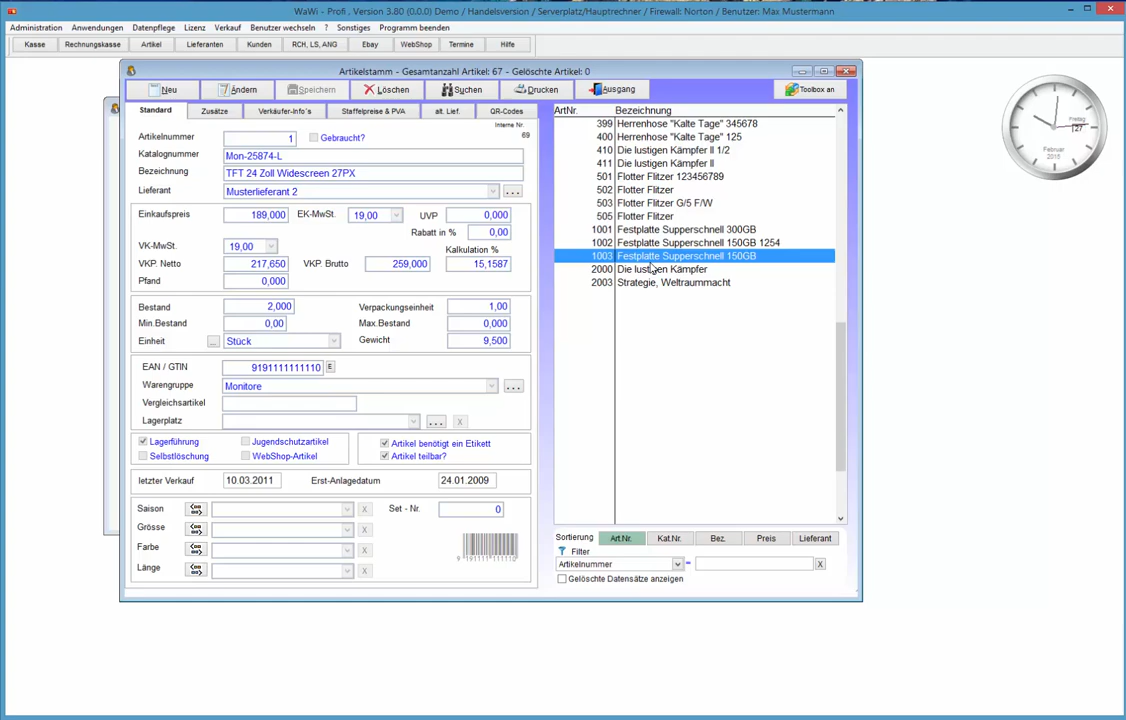 WaWi - Profi , Version 3.80 (0.0.0) Demo / Handelsversion / Serverplatz/Hauptrechner / Firewall: Norton / Benutzer: Max Mustermann
Administration Anwendungen Datenpflege Lizenz Verkauf Benutzer wechseln ? Sonstiges Programm beenden
Kasse Rechnungskasse Artikel Lieferanten Kunden RCH, LS, ANG Ebay WebShop Termine Hilfe
Artikelstamm - Gesamtanzahl Artikel: 67 - Gelöschte Artikel: 0
Neu Ändern Speichern Löschen Suchen Drucken Ausgang Toolbox an
Standard Zusätze Verkäufer-Info's Staffelpreise & PVA alt. Lief. QR-Codes
Interne Nr.
69
Artikelnummer 1 Gebraucht?
Katalognummer Mon-25874-L
Bezeichnung TFT 24 Zoll Widescreen 27PX
Lieferant Musterlieferant 2 ...
Einkaufspreis 189,000 EK-MwSt. 19,00 UVP 0,000
Rabatt in % 0,00
VK-MwSt. 19,00 Kalkulation %
VKP. Netto 217,650 VKP. Brutto 259,000 15,1587
Pfand 0,000
Bestand 2,000 Verpackungseinheit 1,00
Min.Bestand 0,00 Max.Bestand 0,000
Einheit ... Stück Gewicht 9,500
EAN / GTIN 9191111111110 E
Warengruppe Monitore ...
Vergleichsartikel
Lagerplatz ... X
Lagerführung Jugendschutzartikel Artikel benötigt ein Etikett
Selbstlöschung WebShop-Artikel Artikel teilbar?
letzter Verkauf 10.03.2011 Erst-Anlagedatum 24.01.2009
Saison X Set - Nr. 0
Grösse X
Farbe X
Länge X
9 191111 111110
ArtNr. Bezeichnung
399 Herrenhose "Kalte Tage" 345678
400 Herrenhose "Kalte Tage" 125
410 Die lustigen Kämpfer II 1/2
411 Die lustigen Kämpfer II
501 Flotter Flitzer 123456789
502 Flotter Flitzer
503 Flotter Flitzer G/5 F/W
505 Flotter Flitzer
1001 Festplatte Supperschnell 300GB
1002 Festplatte Supperschnell 150GB 1254
1003 Festplatte Supperschnell 150GB
2000 Die lustigen Kämpfer
2003 Strategie, Weltraummacht
Sortierung Art.Nr. Kat.Nr. Bez. Preis Lieferant
Filter
Artikelnummer = X
Gelöschte Datensätze anzeigen
Freitag
27
Februar
2015